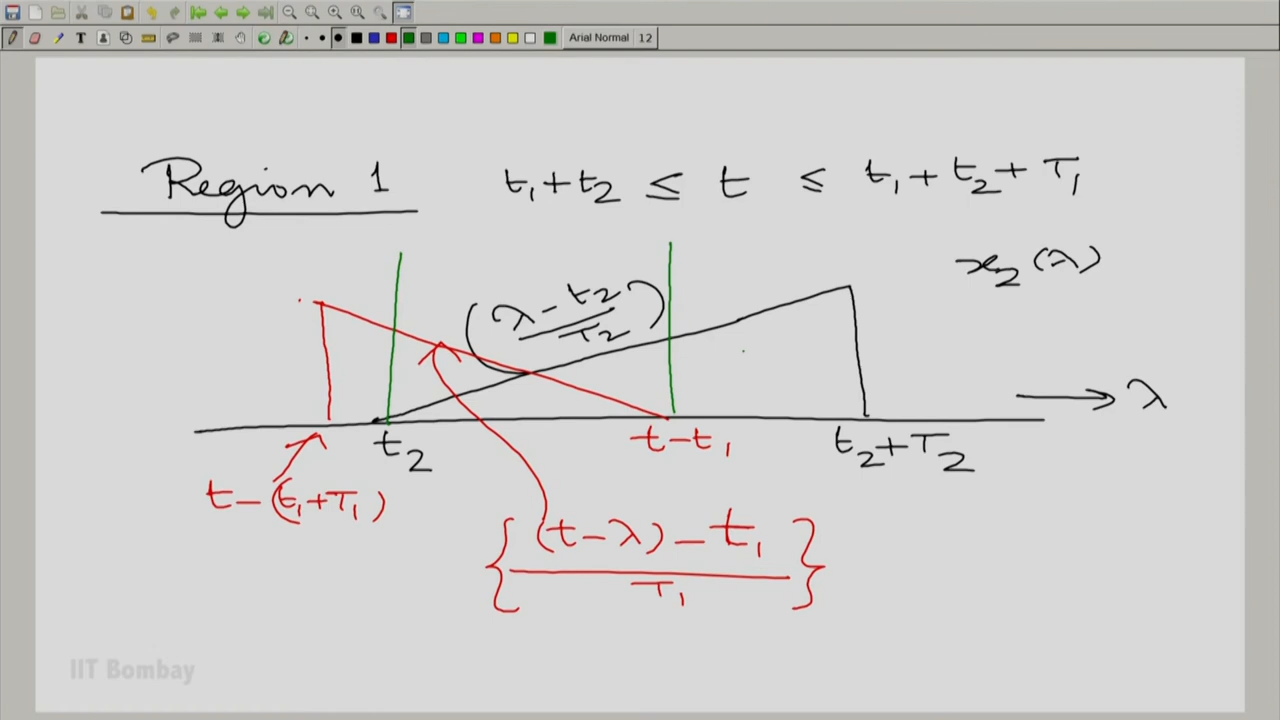 Arial Normal 12
Region 1 t₁ + t₂ ≤ t ≤ t₁ + t₂ + T₁
x₂(λ)
(λ - t₂ / T₂)
λ
t₂ t - t₁ t₂ + T₂
t - (t₁ + T₁)
{(t - λ) - t₁ / T₁}
IIT Bombay